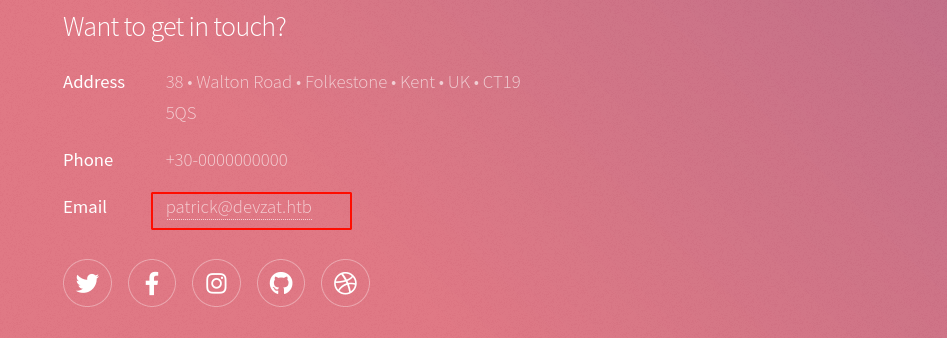 Want to get in touch?
Address 38 • Walton Road • Folkestone • Kent • UK • CT19
5QS
Phone +30-0000000000
Email patrick@devzat.htb